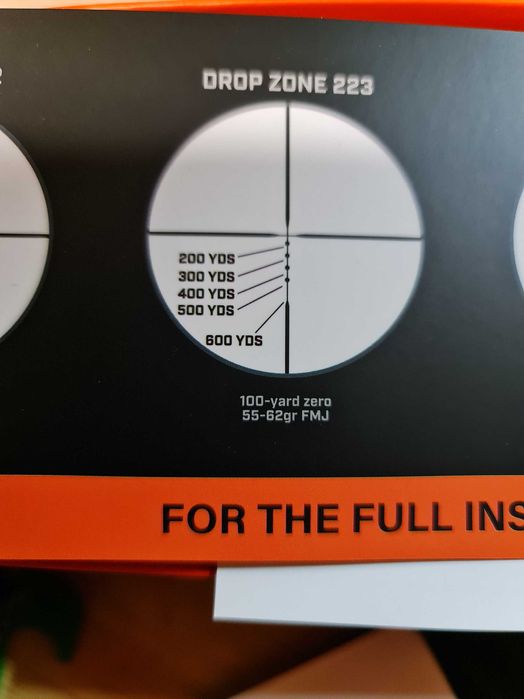 DROP ZONE 223
200 YDS
300 YDS
400 YDS
500 YDS
600 YDS
100-yard zero
55-62gr FMJ
FOR THE FULL INS